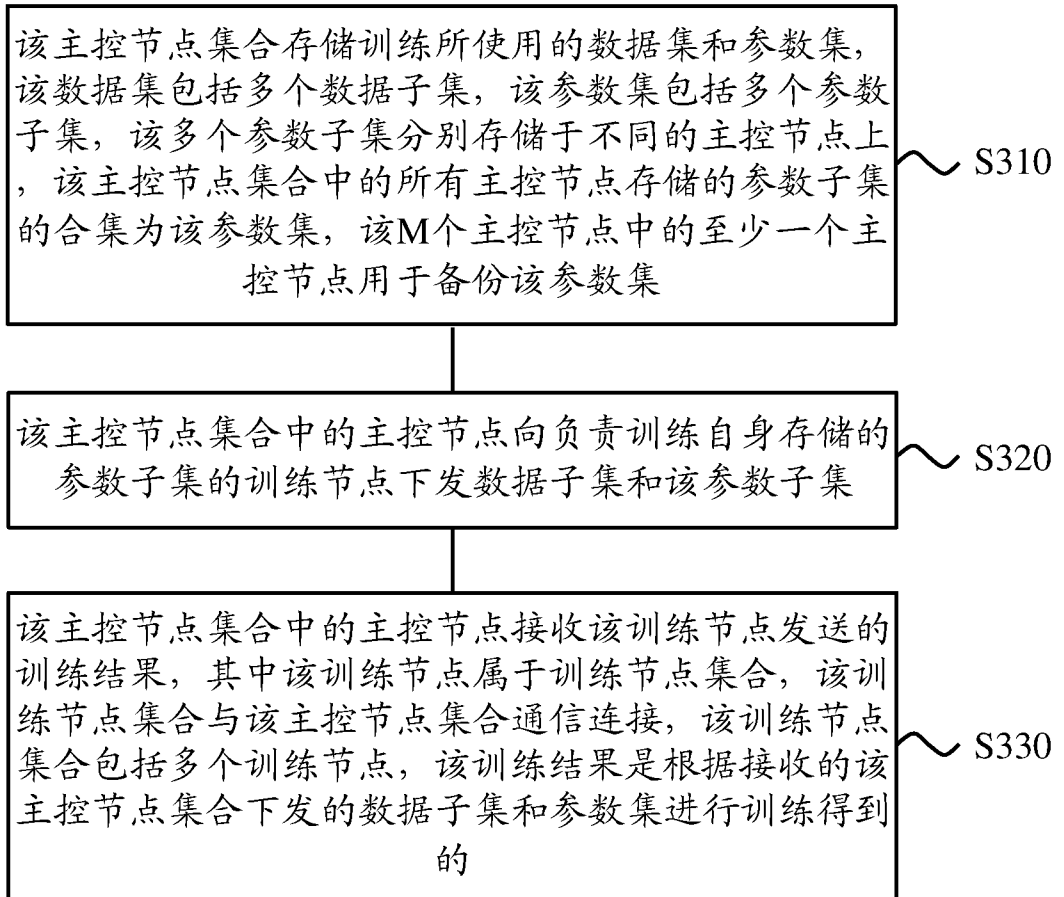 该主控节点集合存储训练所使用的数据集和参数集，
该数据集包括多个数据子集，该参数集包括多个参数
子集，该多个参数子集分别存储于不同的主控节点上
，该主控节点集合中的所有主控节点存储的参数子集
的合集为该参数集，该M个主控节点中的至少一个主
控节点用于备份该参数集
S310
该主控节点集合中的主控节点向负责训练自身存储的
参数子集的训练节点下发数据子集和该参数子集
S320
该主控节点集合中的主控节点接收该训练节点发送的
训练结果，其中该训练节点属于训练节点集合，该训
练节点集合与该主控节点集合通信连接，该训练节点
集合包括多个训练节点，该训练结果是根据接收的该
主控节点集合下发的数据子集和参数集进行训练得到
的
S330